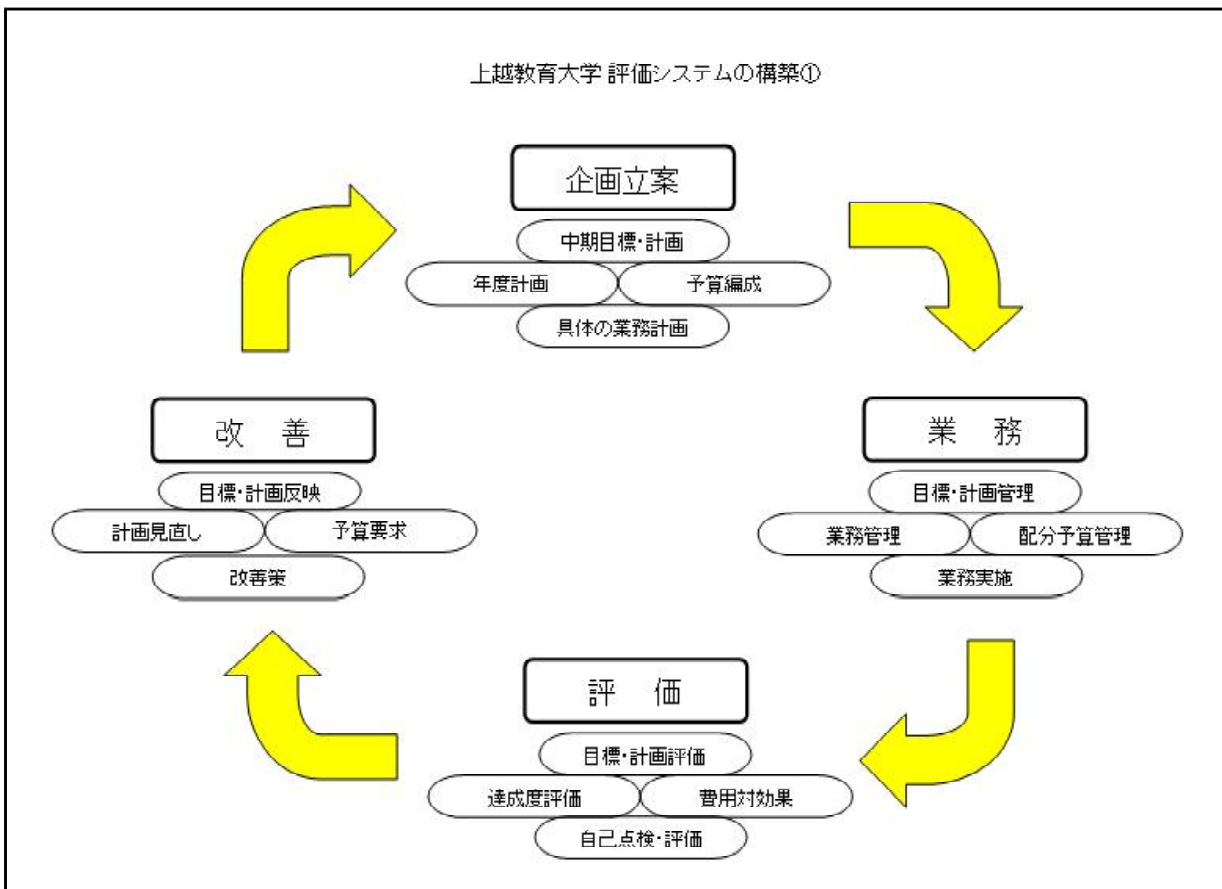 上越教育大学 評価システムの構築①
企画立案
中期目標・計画
年度計画
予算編成
具体の業務計画
業 務
目標・計画管理
業務管理
配分予算管理
業務実施
評 価
目標・計画評価
達成度評価
費用対効果
自己点検・評価
改 善
目標・計画反映
計画見直し
予算要求
改善策